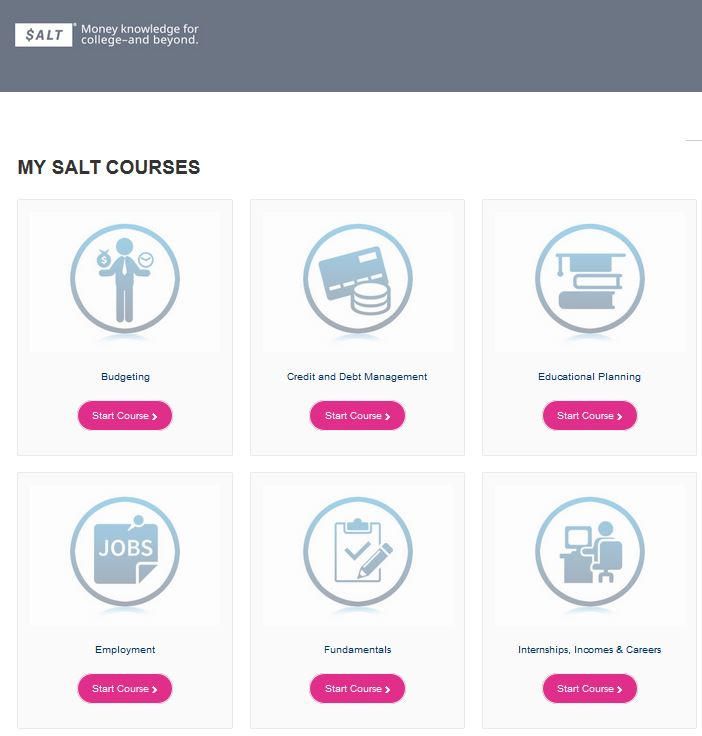 $ALT® Money knowledge for
college–and beyond.
MY SALT COURSES
$
Budgeting
Credit and Debt Management
Educational Planning
Start Course
Start Course
Start Course
JOBS
Employment
Fundamentals
Internships, Incomes & Careers
Start Course
Start Course
Start Course